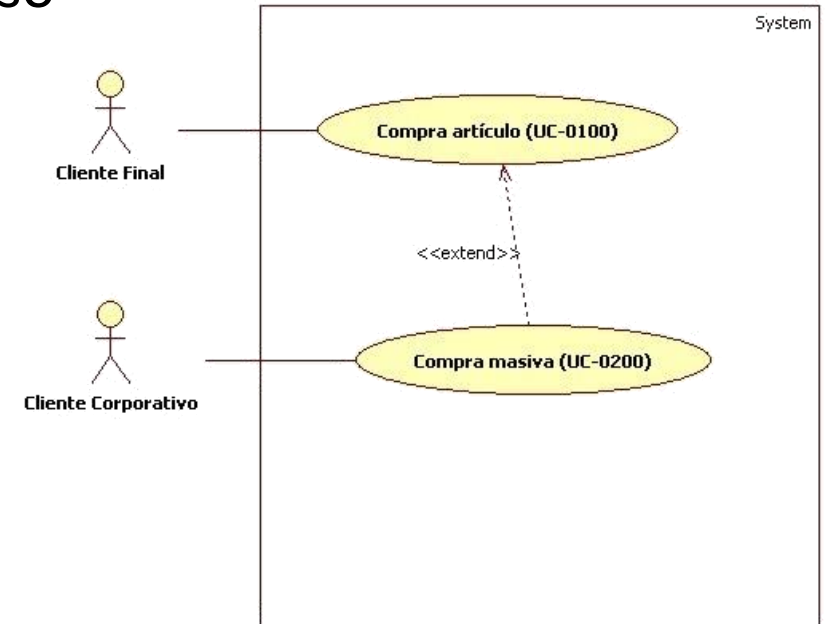 System
Compra artículo (UC-0100)
Cliente Final
<<extend>>
Compra masiva (UC-0200)
Cliente Corporativo